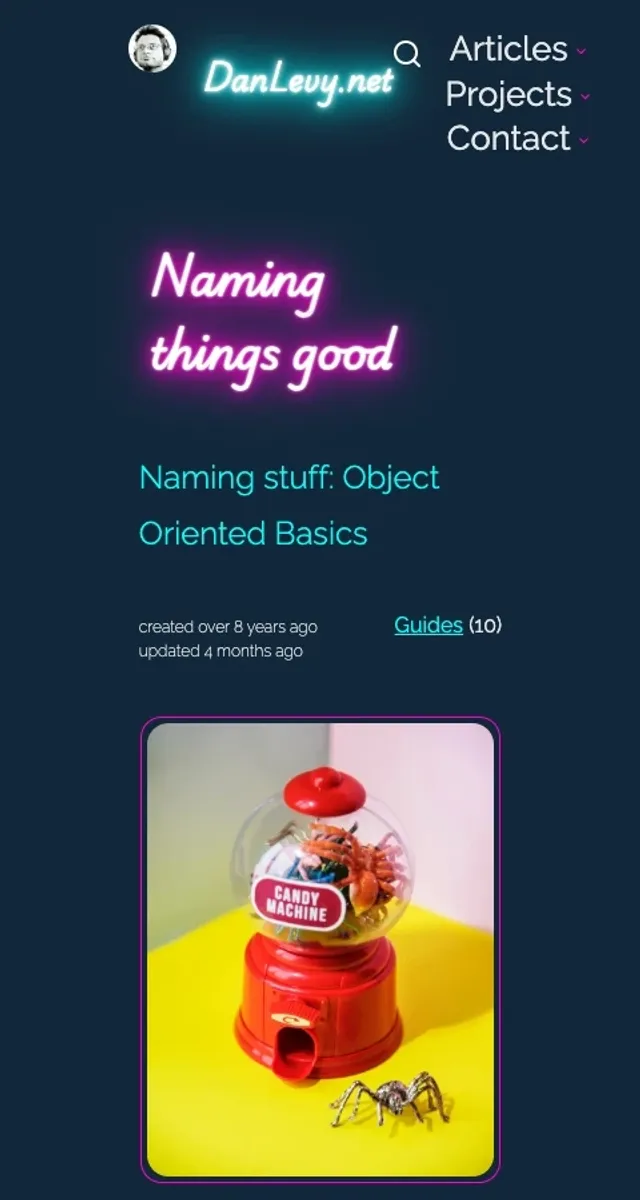 DanLevy.net
Articles
Projects
Contact
Naming
things good
Naming stuff: Object
Oriented Basics
created over 8 years ago
updated 4 months ago
Guides (10)
CANDY
MACHINE